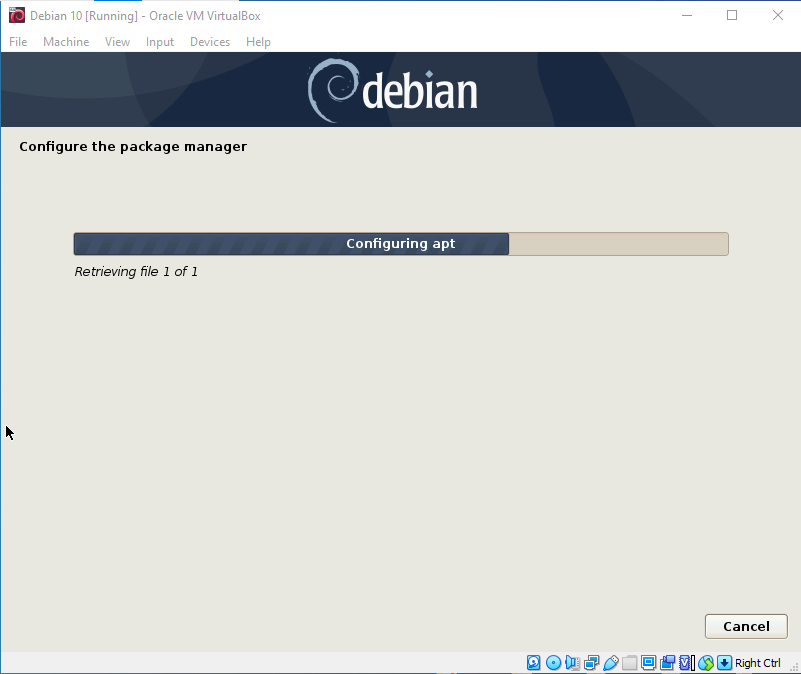 Debian 10 [Running] - Oracle VM VirtualBox
File Machine View Input Devices Help
debian
Configure the package manager
Configuring apt
Retrieving file 1 of 1
Cancel
Right Ctrl